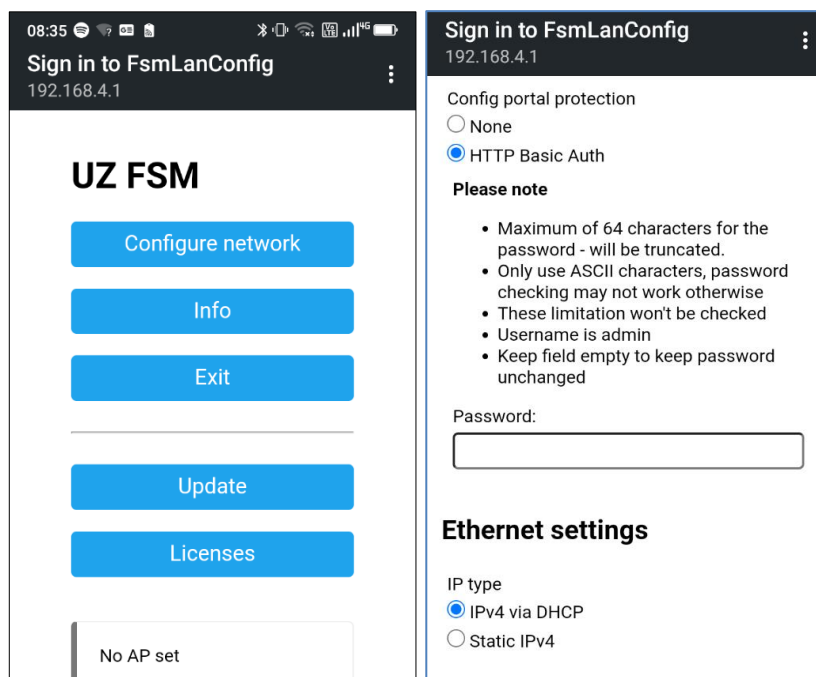 08:35
VoLTE 4G
Sign in to FsmLanConfig
192.168.4.1
UZ FSM
Configure network
Info
Exit
Update
Licenses
No AP set
Sign in to FsmLanConfig
192.168.4.1
Config portal protection
None
HTTP Basic Auth
Please note
• Maximum of 64 characters for the
password - will be truncated.
• Only use ASCII characters, password
checking may not work otherwise
• These limitation won't be checked
• Username is admin
• Keep field empty to keep password
unchanged
Password:
Ethernet settings
IP type
IPv4 via DHCP
Static IPv4